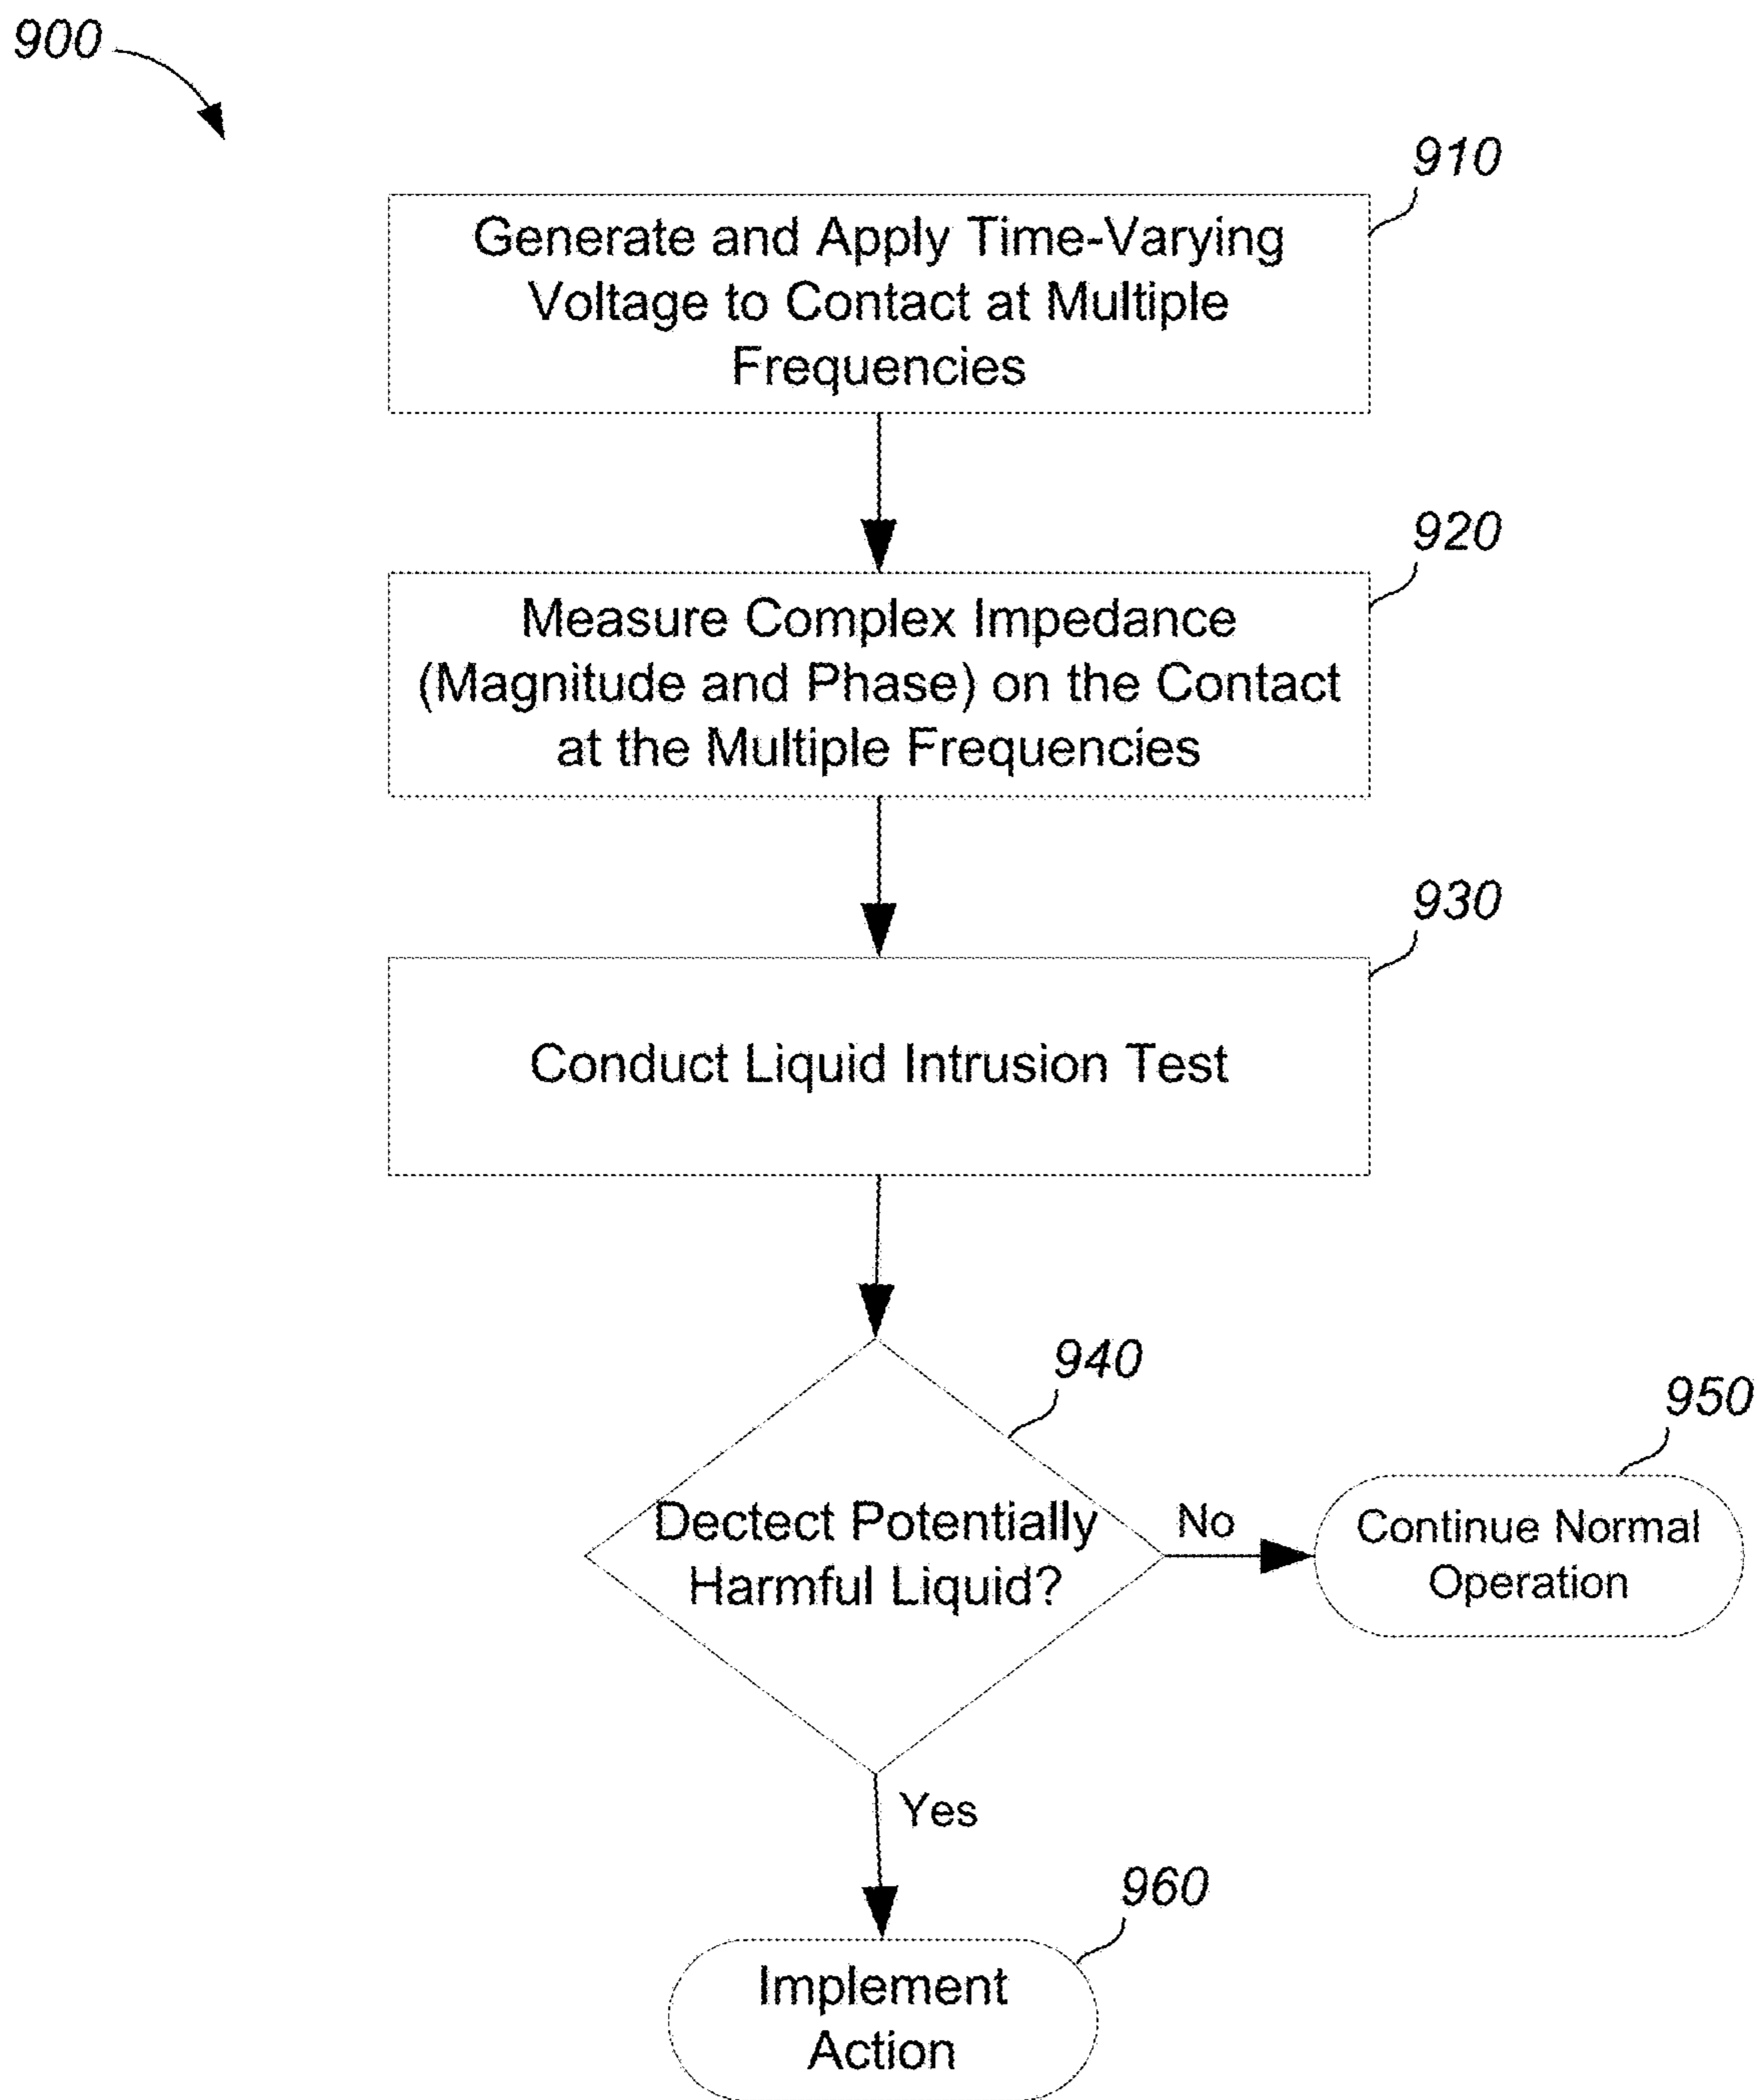 900
910
Generate and Apply Time-Varying
Voltage to Contact at Multiple
Frequencies
920
Measure Complex Impedance
(Magnitude and Phase) on the Contact
at the Multiple Frequencies
930
Conduct Liquid Intrusion Test
940
Dectect Potentially
Harmful Liquid?
No
950
Continue Normal
Operation
Yes
960
Implement
Action